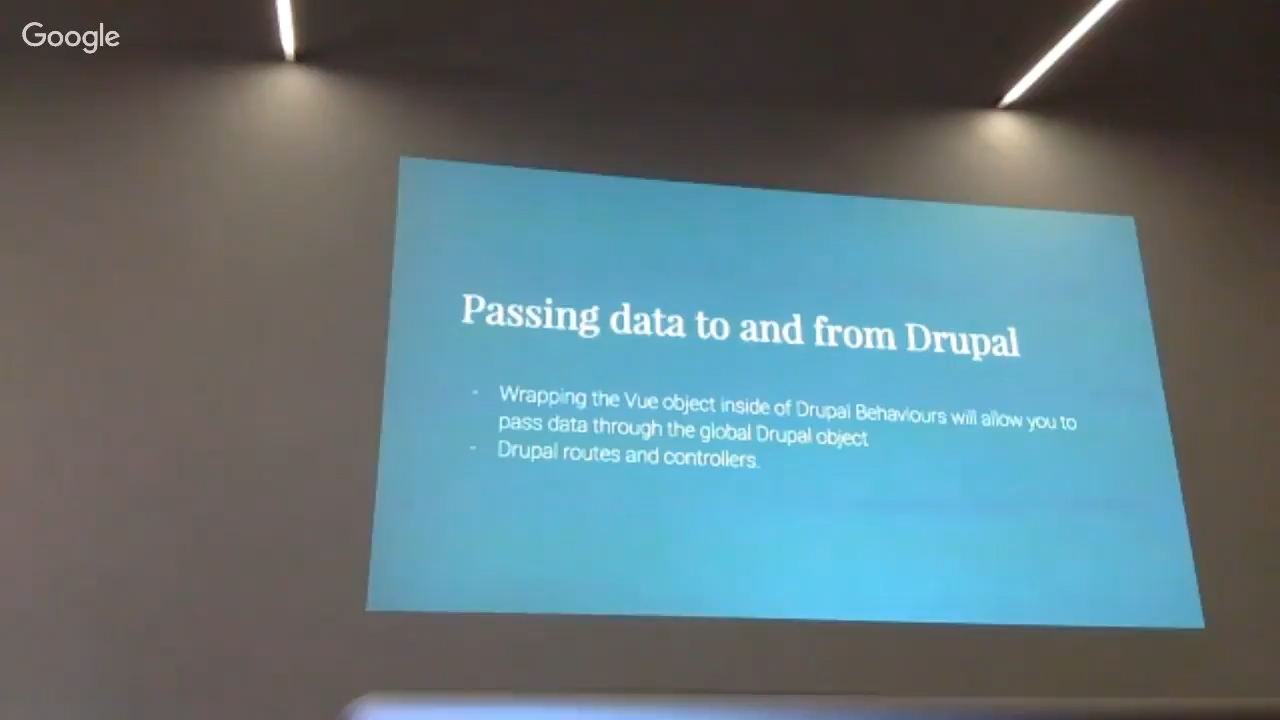 Google
Passing data to and from Drupal
- Wrapping the Vue object inside of Drupal Behaviours will allow you to
pass data through the global Drupal object
- Drupal routes and controllers.